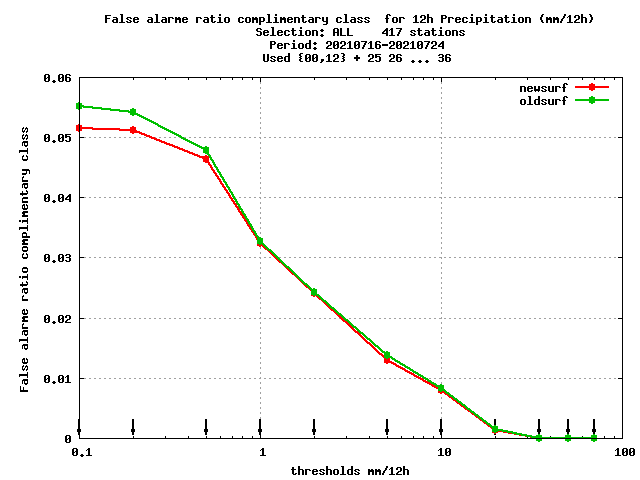 False alarme ratio complimentary class  for 12h Precipitation (mm/12h)
Selection: ALL    417 stations
Period: 20210716-20210724
Used {00,12} + 25 26 ... 36
newsurf
oldsurf
0.06
0.05
0.04
0.03
0.02
0.01
0
False alarme ratio complimentary class
0.1 1 10 100
thresholds mm/12h